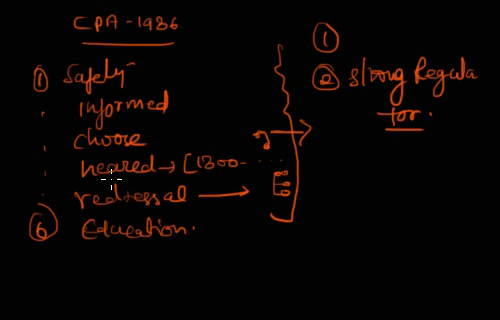 CPA-1986
① Safety
informed
choose
heared → [1800- ....
redressal →
⑥ Education.
①
② Strong Regula
tor.